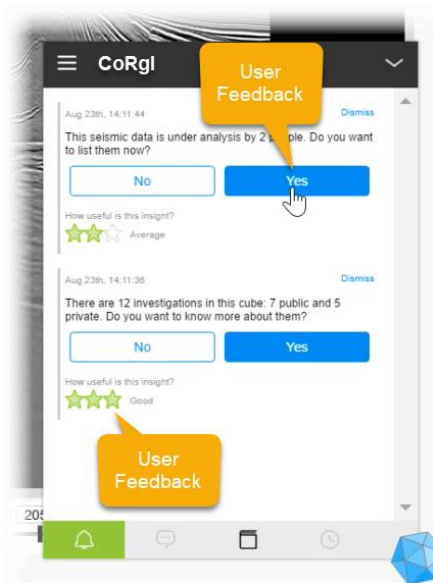 CoRgI
User
Feedback
Aug 23th, 14:11:44
Dismiss
This seismic data is under analysis by 2 ple. Do you want
to list them now?
No
Yes
How useful is this insight?
Average
Aug 23th, 14:11:36
Dismiss
There are 12 investigations in this cube: 7 public and 5
private. Do you want to know more about them?
No
Yes
How useful is this insight?
Good
User
Feedback
205